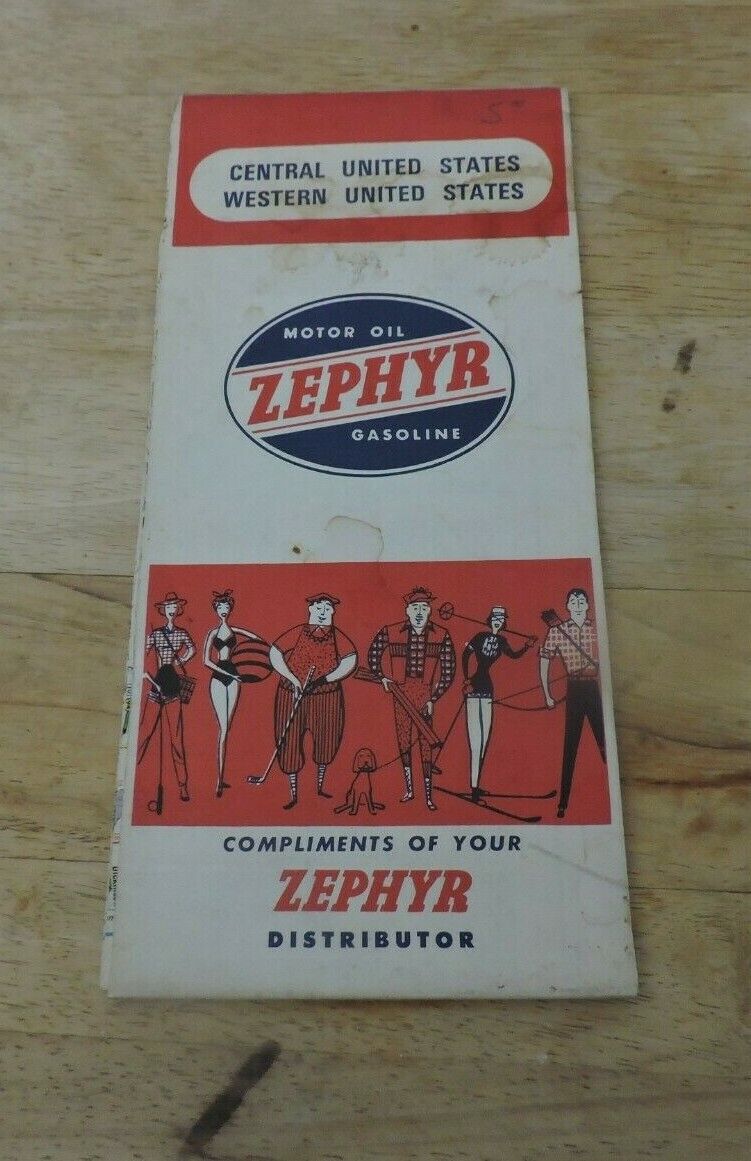 CENTRAL UNITED STATES
WESTERN UNITED STATES
MOTOR OIL
ZEPHYR
GASOLINE
COMPLIMENTS OF YOUR
ZEPHYR
DISTRIBUTOR